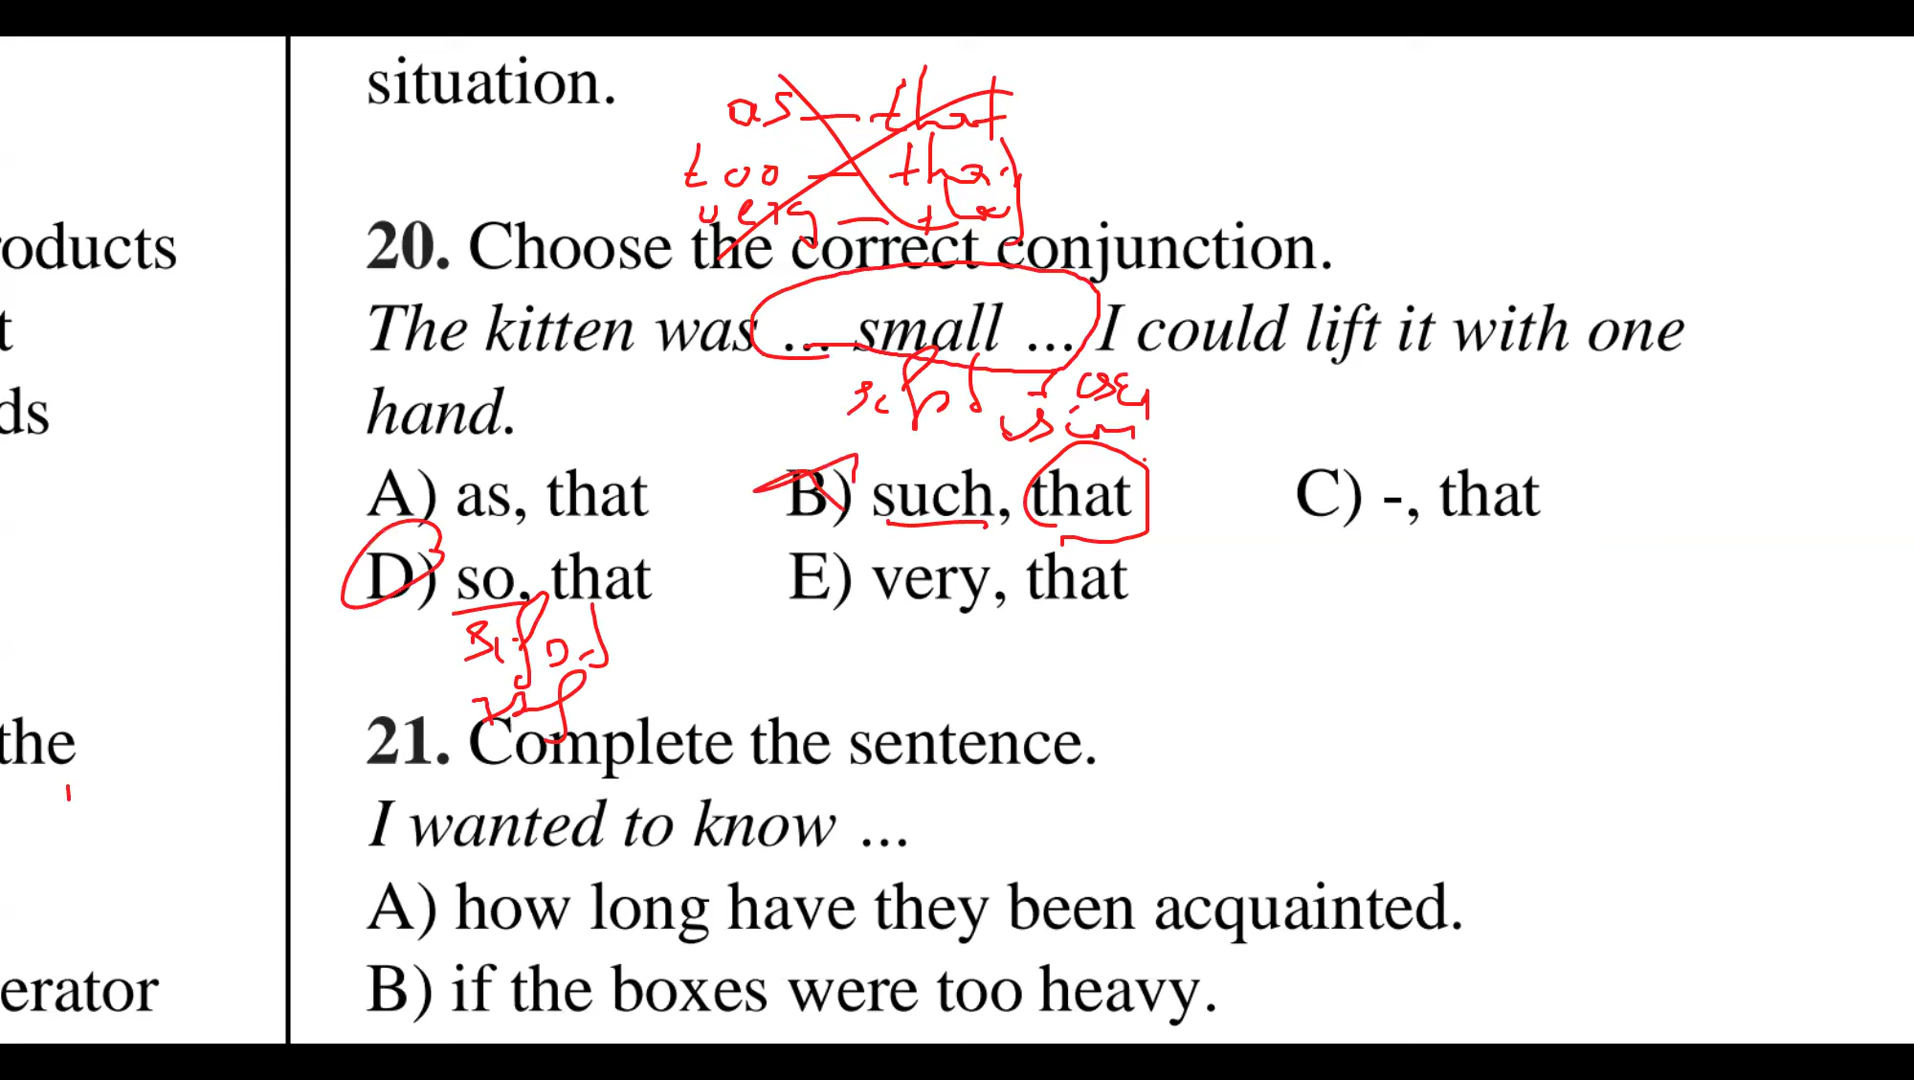 situation.
as - that
too - that
very - that
roducts
20. Choose the correct conjunction.
t
The kitten was ... small ... I could lift it with one
ds
hand.
A) as, that B) such, that C) -, that
D) so, that E) very, that
the
21. Complete the sentence.
I wanted to know ...
A) how long have they been acquainted.
erator
B) if the boxes were too heavy.